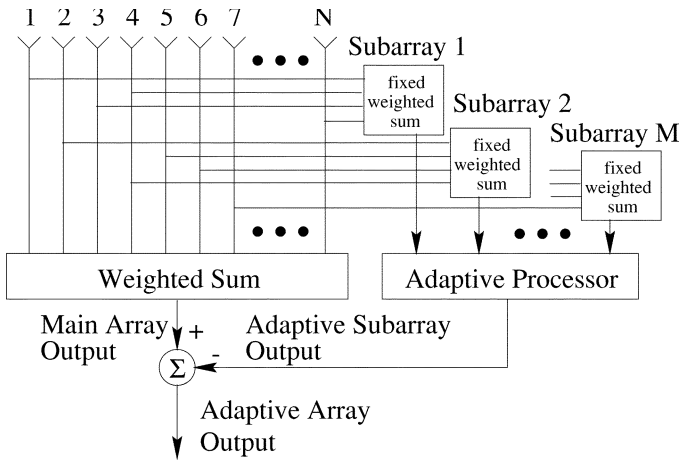 1 2 3 4 5 6 7 N
Subarray 1
fixed
weighted
sum
Subarray 2
fixed
weighted
sum
Subarray M
fixed
weighted
sum
Weighted Sum
Adaptive Processor
Main Array
Output
+
Adaptive Subarray
Output
-
Σ
Adaptive Array
Output